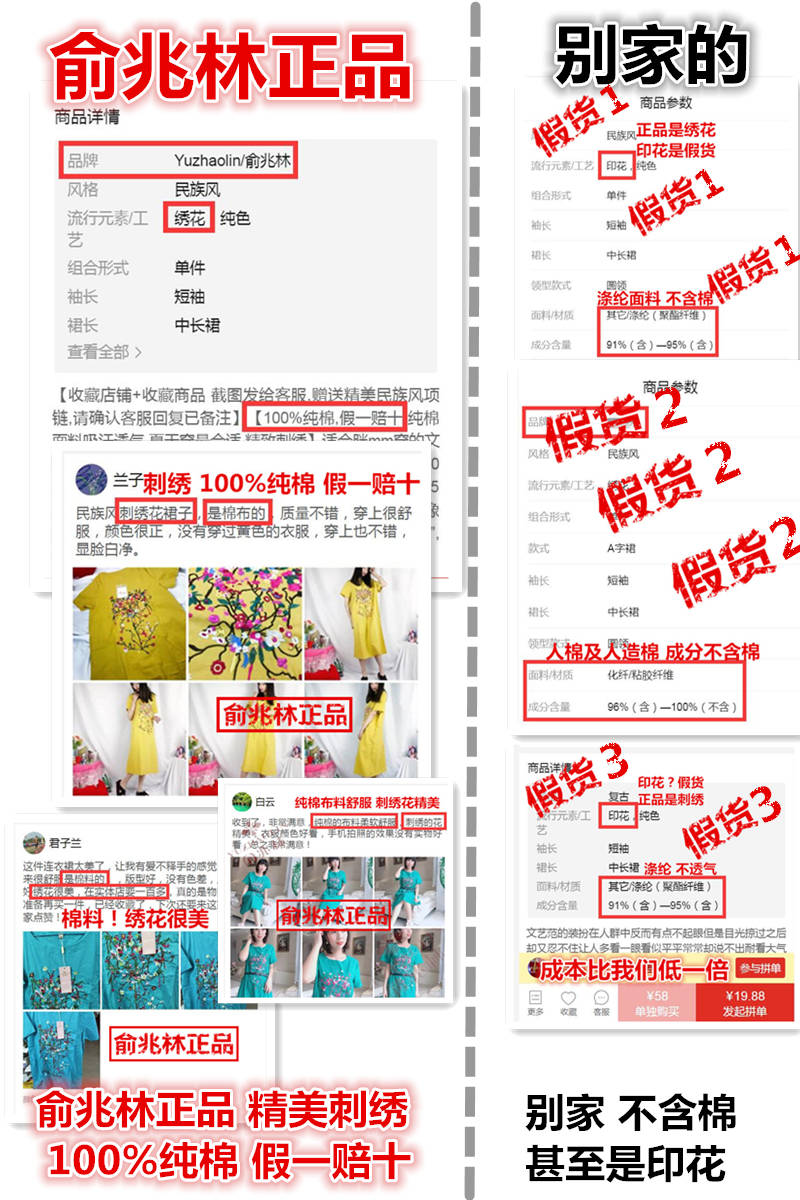 俞兆林正品
商品详情
品牌 Yuzhaolin/俞兆林
风格 民族风
流行元素/工艺 绣花 纯色
组合形式 单件
袖长 短袖
裙长 中长裙
查看全部 >
【收藏店铺+收藏商品 截图发给客服,赠送精美民族风项
链,请确认客服回复已备注】【100%纯棉,假一赔十】纯棉
兰子
刺绣 100%纯棉 假一赔十
民族风刺绣花裙子，是棉布的，质量不错，穿上很舒
服，颜色很正，没有穿过黄色的衣服，穿上也不错，
显脸白净。
俞兆林正品
白云
纯棉布料舒服 刺绣花精美
收到了，非常满意，纯棉的布料柔软舒服，刺绣的花
精美，衣服颜色好看，手机拍照的效果没有实物好
看，总之非常满意！
俞兆林正品
君子兰
这件连衣裙太美了，让我有爱不释手的感觉
来很舒服是棉料的，，版型好，没有色差，
好绣花很美，在实体店要一百多，真的是物
准备再买一件，已经收藏了，下次还要来这
家点赞！
棉料！绣花很美
俞兆林正品
俞兆林正品 精美刺绣
100%纯棉 假一赔十
别家的
商品参数
假货1
民族风
正品是绣花
印花是假货
流行元素/工艺 印花，纯色
组合形式 单件
假货1
袖长 短袖
裙长 中长裙
假货1
领型款式 圆领
涤纶面料 不含棉
面料/材质 其它/涤纶（聚酯纤维）
成分含量 91%（含）—95%（含）
商品参数
品牌
假货2
风格 民族风
流行元素/工
假货2
组合形式
款式 A字裙
假货2
袖长 短袖
裙长 中长裙
领型款式 圆领
人棉及人造棉 成分不含棉
面料/材质 化纤/粘胶纤维
成分含量 96%（含）—100%（不含）
商品详情
假货3
复古
印花？假货
正品是刺绣
流行元素/工艺 印花，纯色
假货3
袖长 短袖
裙长 中长裙
涤纶 不透气
面料/材质 其它/涤纶（聚酯纤维）
成分含量 91%（含）—95%（含）
文艺范的装扮在人群中反而有点不起眼但是目光掠过之后
却又忍不住让人多看一眼看似平平常常却说不出耐看大气
成本比我们低一倍
参与拼单
更多
收藏
客服
¥58
单独购买
¥19.88
发起拼单
别家 不含棉
甚至是印花